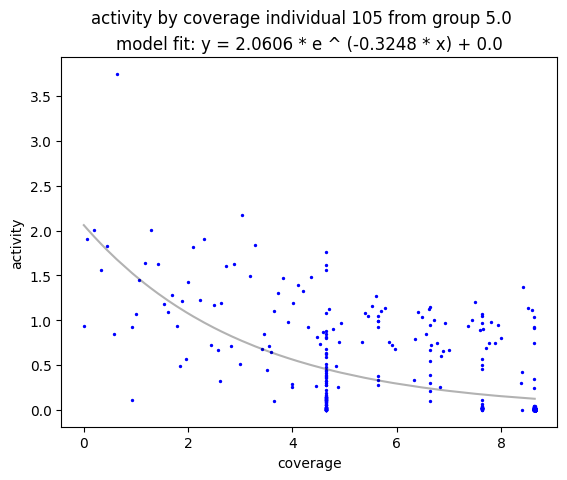 activity by coverage individual 105 from group 5.0
model fit: y = 2.0606 * e ^ (-0.3248 * x) + 0.0
activity
3.5
3.0
2.5
2.0
1.5
1.0
0.5
0.0
0 2 4 6 8
coverage